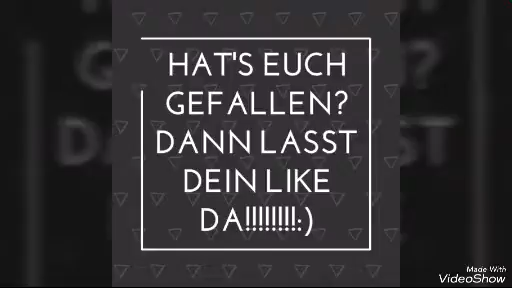 HAT'S EUCH
GEFALLEN?
DANN LASST
DEIN LIKE
DA!!!!!!!!:)
Made With
VideoShow